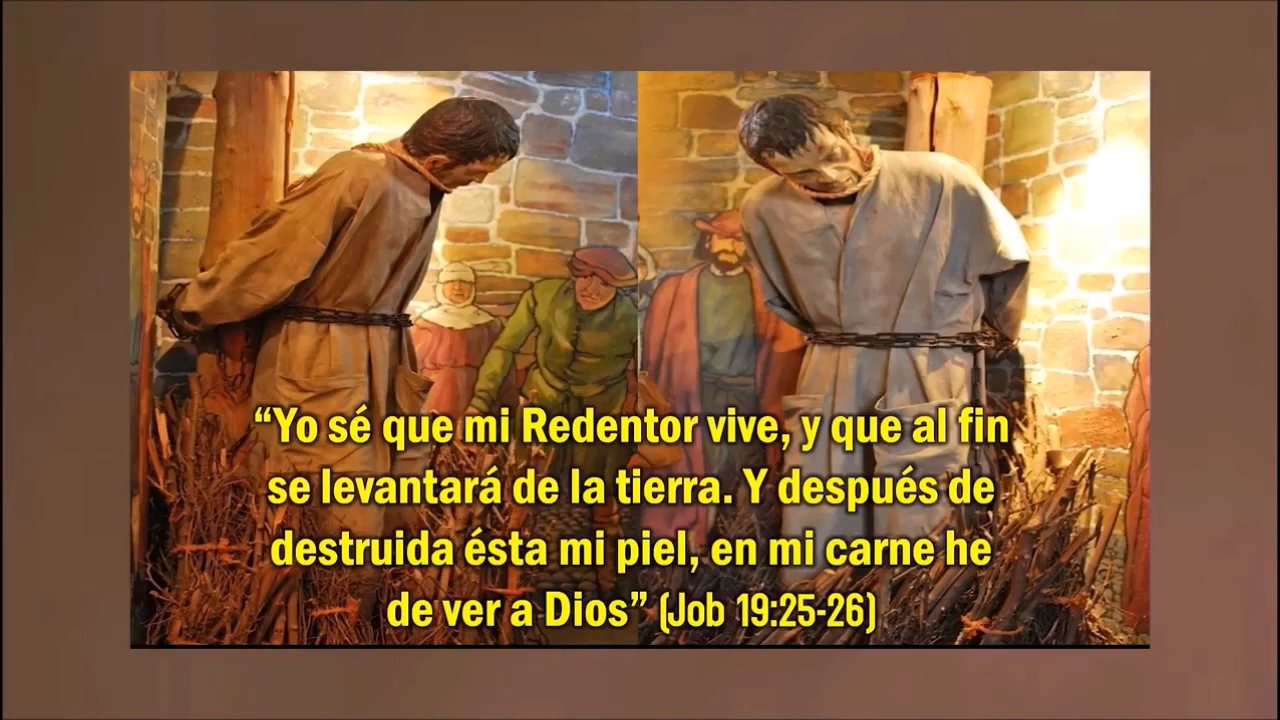 “Yo sé que mi Redentor vive, y que al fin
se levantará de la tierra. Y después de
destruida ésta mi piel, en mi carne he
de ver a Dios” (Job 19:25-26)